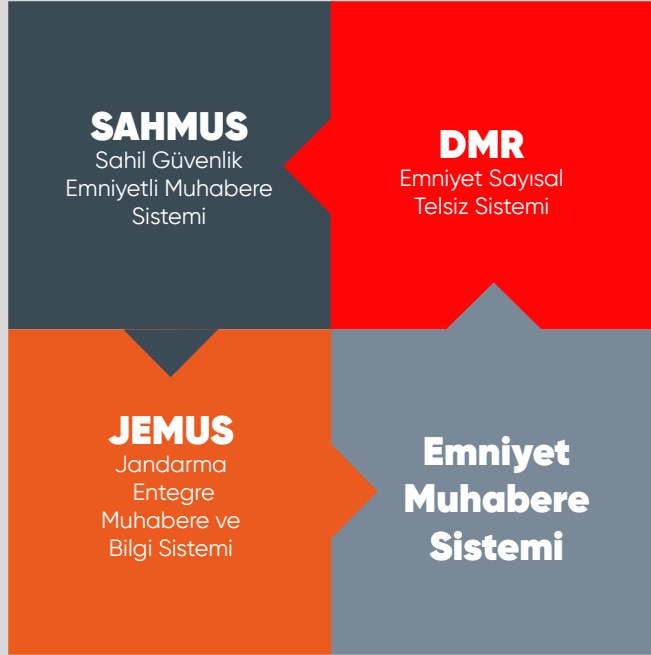 SAHMUS
Sahil Güvenlik
Emniyetli Muhabere
Sistemi
DMR
Emniyet Sayısal
Telsiz Sistemi
JEMUS
Jandarma
Entegre
Muhabere ve
Bilgi Sistemi
Emniyet
Muhabere
Sistemi